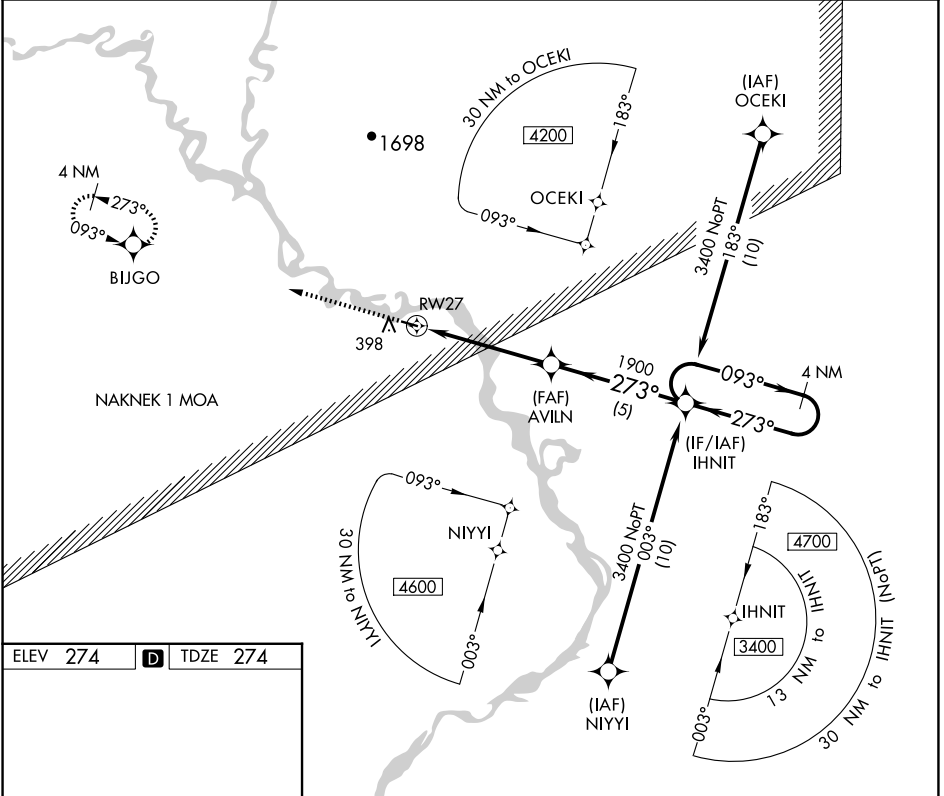 (IAF)
OCEKI
30 NM to OCEKI
183°
4200
1698
OCEKI
093°
4 NM
273°
093°
BIJGO
3400 NoPT
183°
(10)
RW27
398
1900
273°
(5)
093°
4 NM
273°
(FAF)
AVILN
(IF/IAF)
IHNIT
NAKNEK 1 MOA
093°
NIYYI
4600
30 NM to NIYYI
003°
3400 NoPT
003°
(10)
183°
4700
IHNIT
3400
13 NM to IHNIT
30 NM to IHNIT (NoPT)
003°
(IAF)
NIYYI
ELEV 274 D TDZE 274